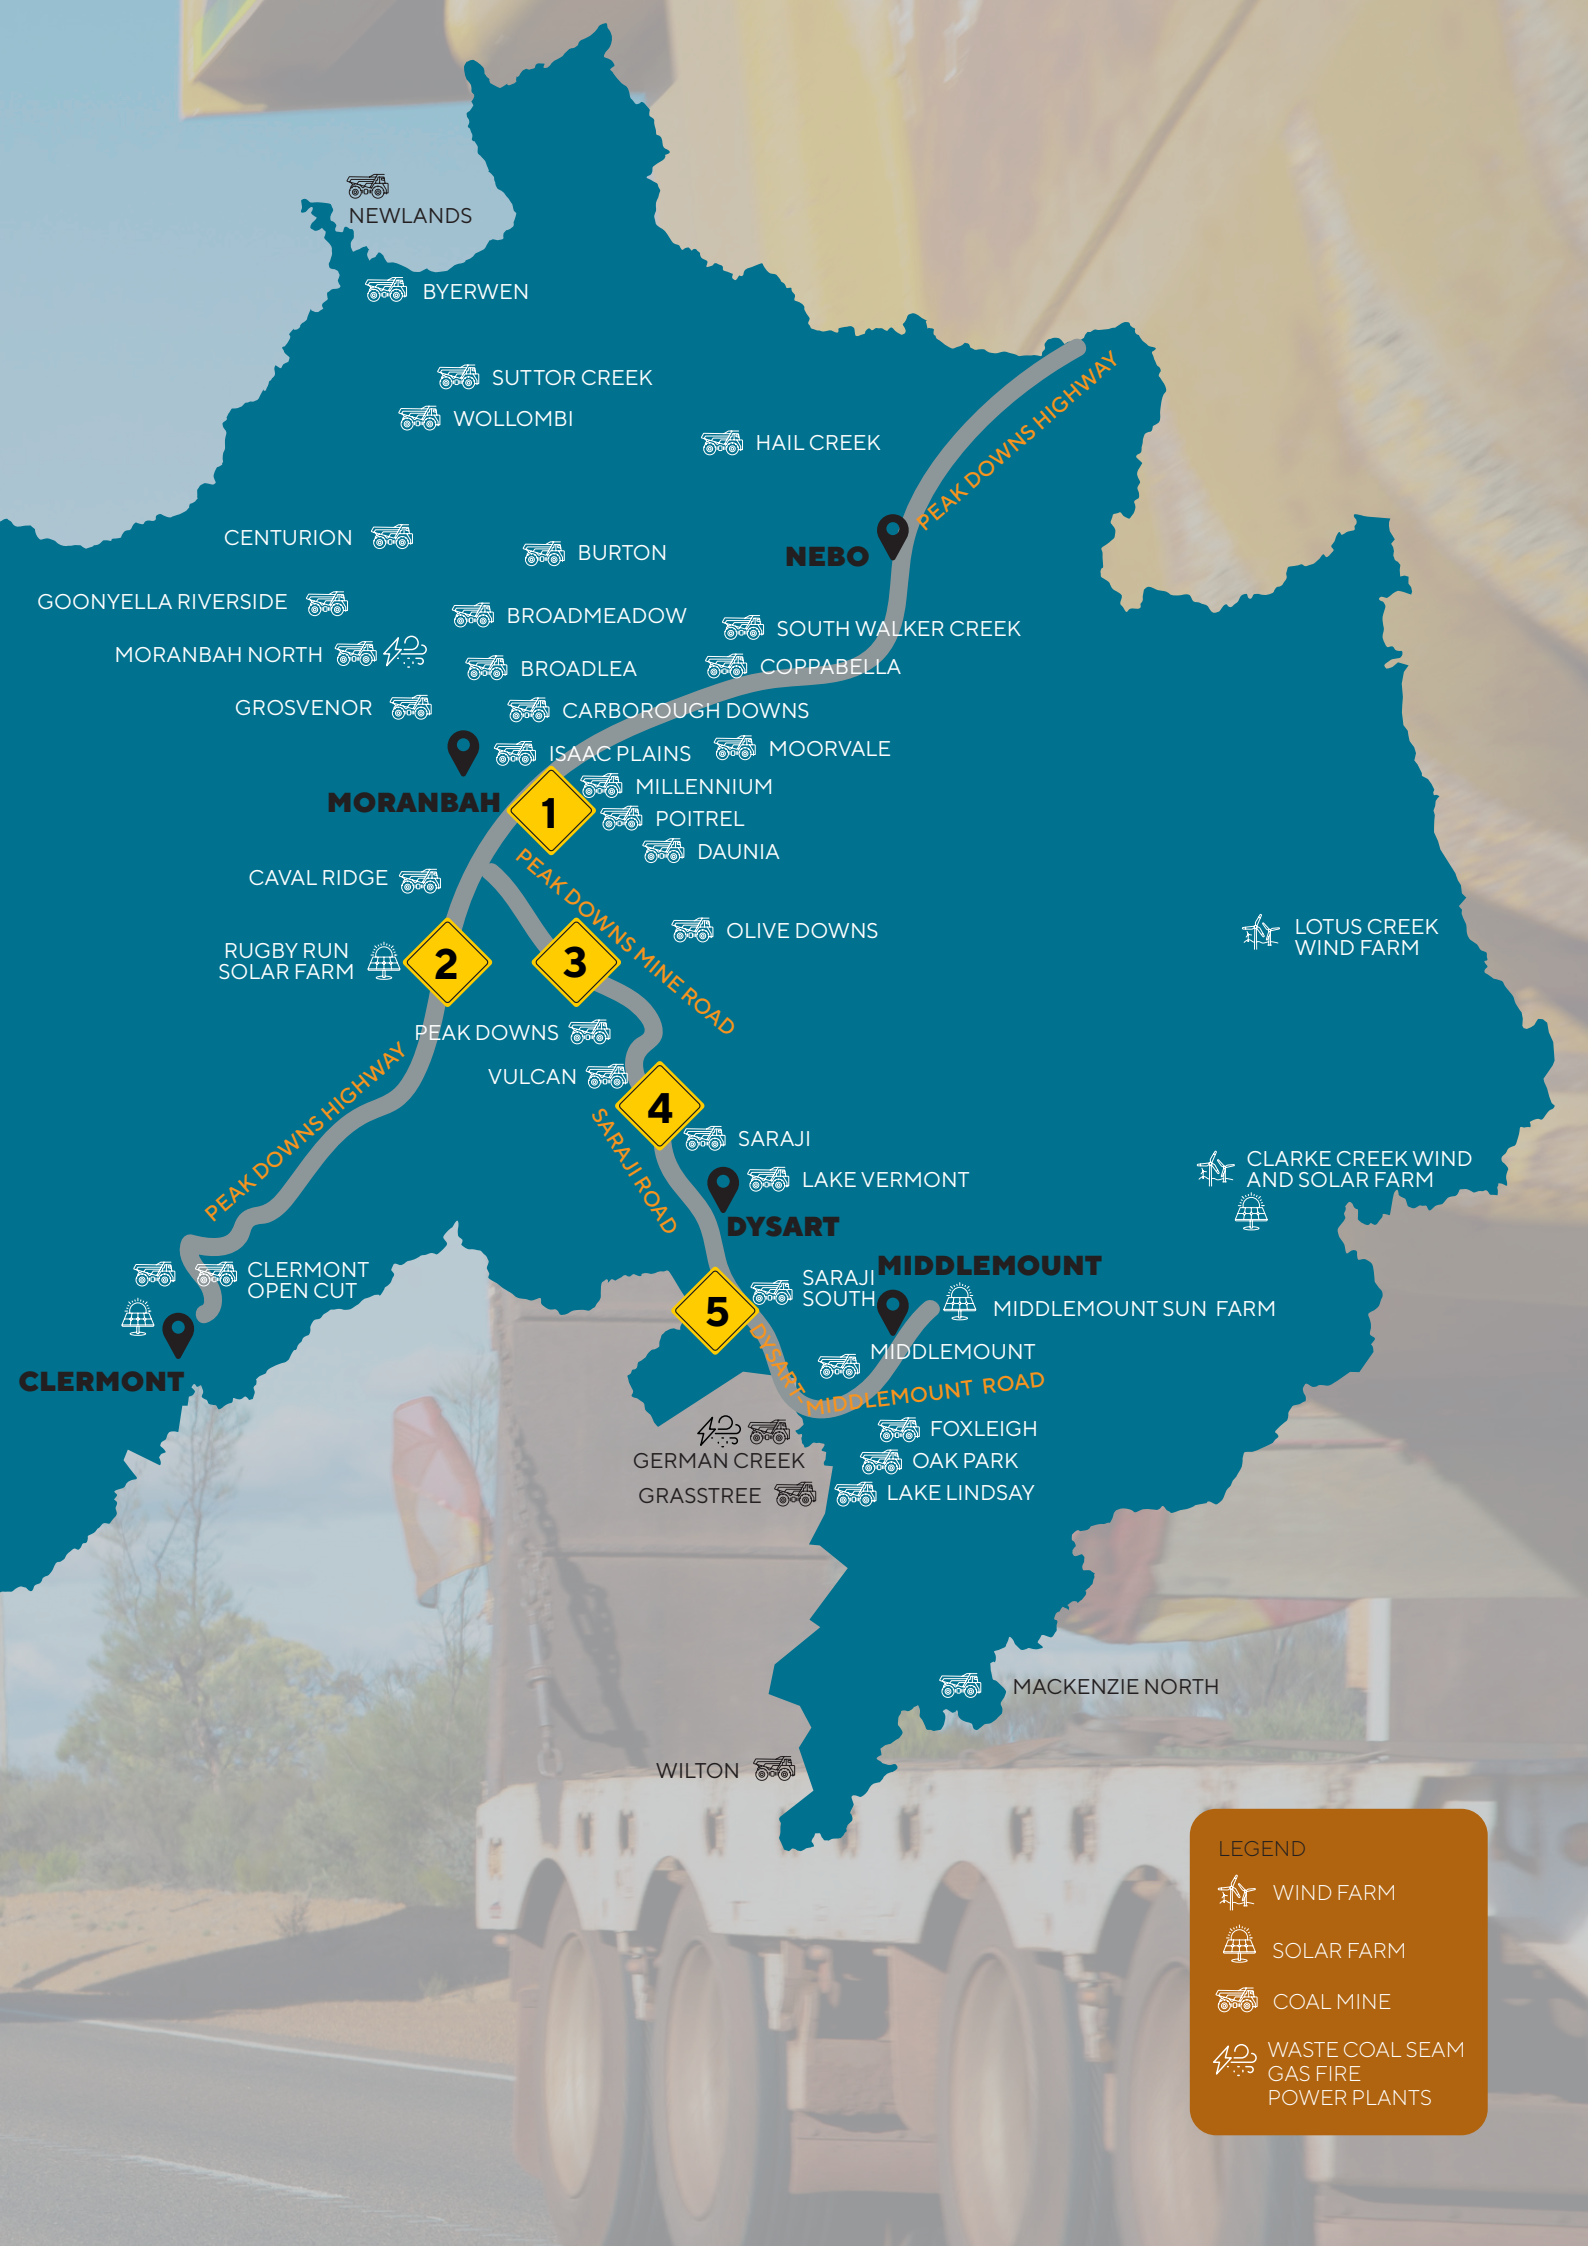 NEWLANDS
BYERWEN
SUTTOR CREEK
WOLLOMBI
HAIL CREEK
PEAK DOWNS HIGHWAY
CENTURION
BURTON
NEBO
GOONYELLA RIVERSIDE
BROADMEADOW
SOUTH WALKER CREEK
MORANBAH NORTH
BROADLEA
COPPABELLA
GROSVENOR
CARBOROUGH DOWNS
ISAAC PLAINS
MOORVALE
MILLENNIUM
MORANBAH
1
POITREL
DAUNIA
PEAK DOWNS MINE ROAD
CAVAL RIDGE
OLIVE DOWNS
LOTUS CREEK
WIND FARM
RUGBY RUN
SOLAR FARM
2
3
PEAK DOWNS
VULCAN
PEAK DOWNS HIGHWAY
4
SARAJI ROAD
SARAJI
LAKE VERMONT
CLARKE CREEK WIND
AND SOLAR FARM
DYSART
CLERMONT
OPEN CUT
MIDDLEMOUNT
SARAJI
SOUTH
5
MIDDLEMOUNT SUN FARM
MIDDLEMOUNT
CLERMONT
DYSART-MIDDLEMOUNT ROAD
FOXLEIGH
GERMAN CREEK
OAK PARK
GRASSTREE
LAKE LINDSAY
MACKENZIE NORTH
WILTON
LEGEND
WIND FARM
SOLAR FARM
COAL MINE
WASTE COAL SEAM
GAS FIRE
POWER PLANTS